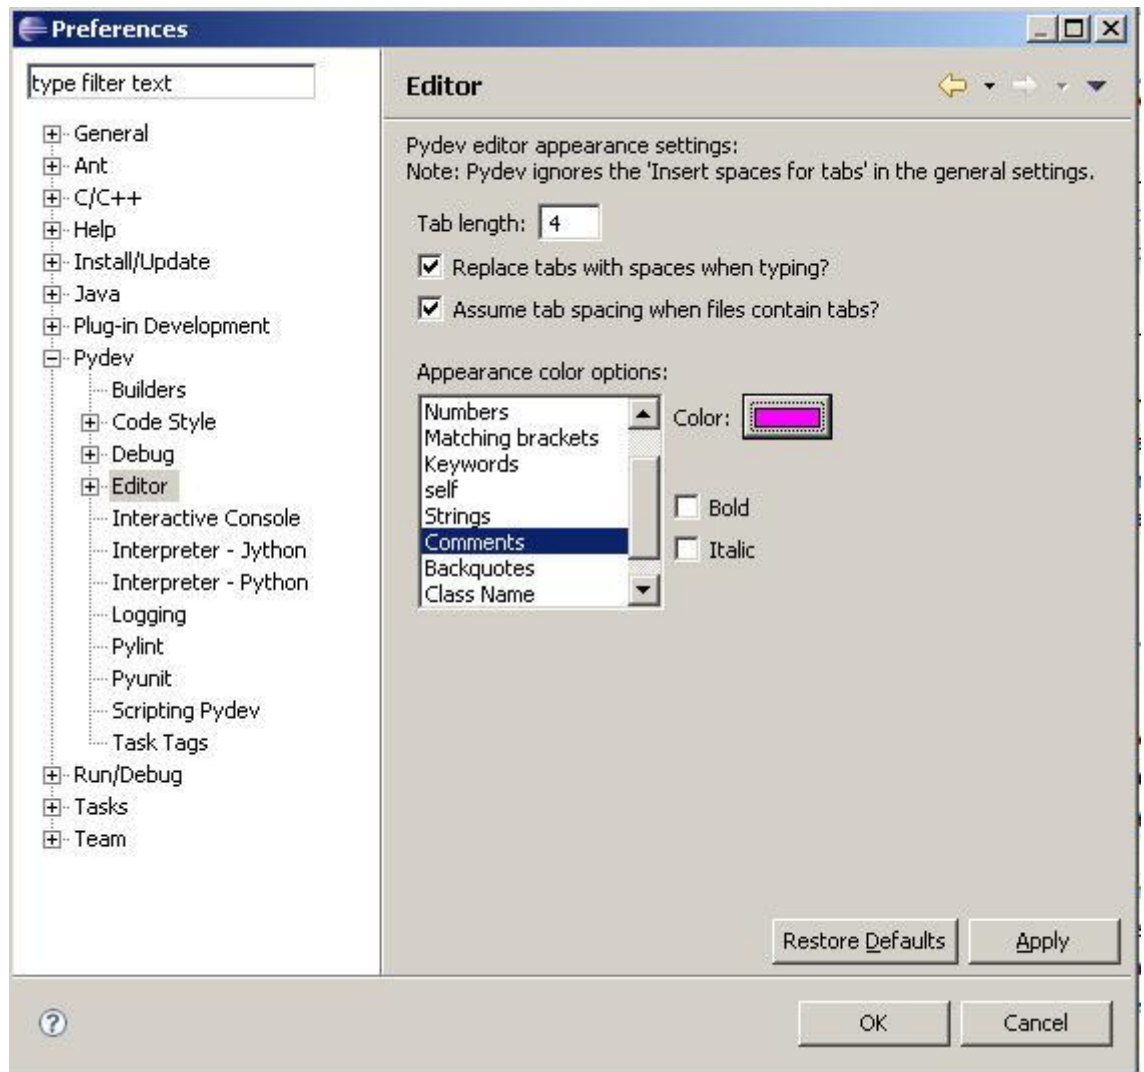 Preferences
type filter text
General
Ant
C/C++
Help
Install/Update
Java
Plug-in Development
Pydev
Builders
Code Style
Debug
Editor
Interactive Console
Interpreter - Jython
Interpreter - Python
Logging
Pylint
Pyunit
Scripting Pydev
Task Tags
Run/Debug
Tasks
Team
Editor
Pydev editor appearance settings:
Note: Pydev ignores the 'Insert spaces for tabs' in the general settings.
Tab length: 4
Replace tabs with spaces when typing?
Assume tab spacing when files contain tabs?
Appearance color options:
Numbers
Matching brackets
Keywords
self
Strings
Comments
Backquotes
Class Name
Color:
Bold
Italic
Restore Defaults
Apply
?
OK
Cancel